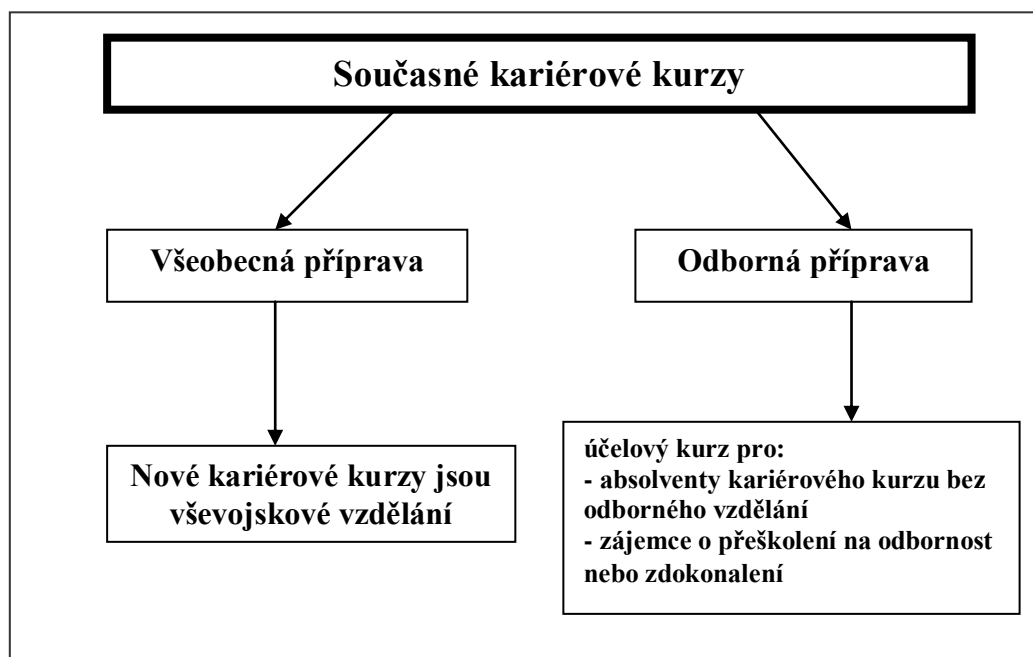 Současné kariérové kurzy
Všeobecná příprava
Odborná příprava
Nové kariérové kurzy jsou
vševojskové vzdělání
účelový kurz pro:
- absolventy kariérového kurzu bez
odborného vzdělání
- zájemce o přeškolení na odbornost
nebo zdokonalení